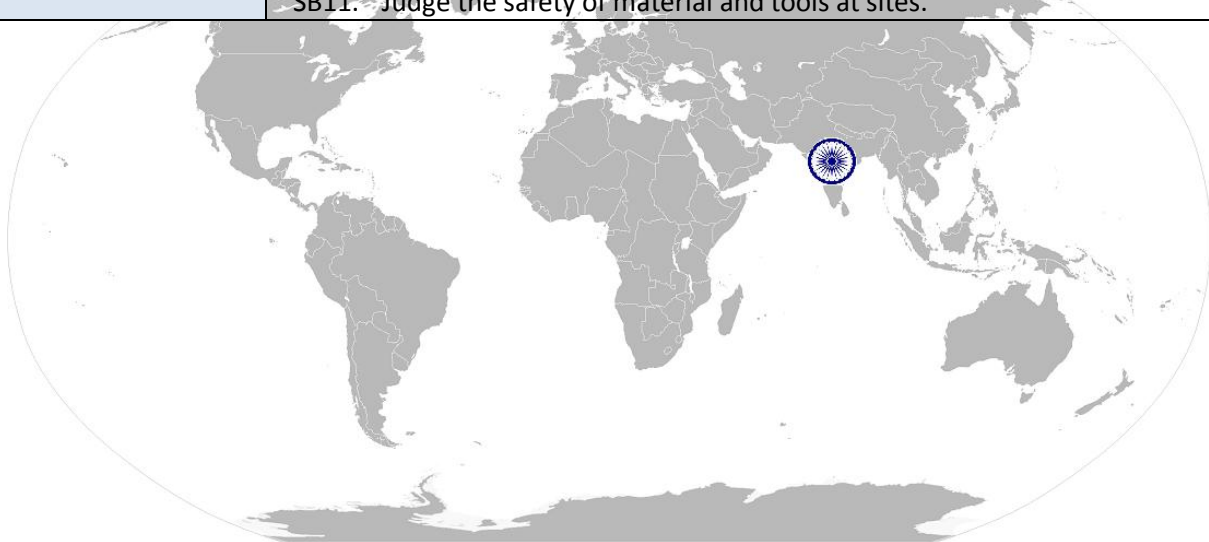 SB11. Judge the safety of material and tools at sites.